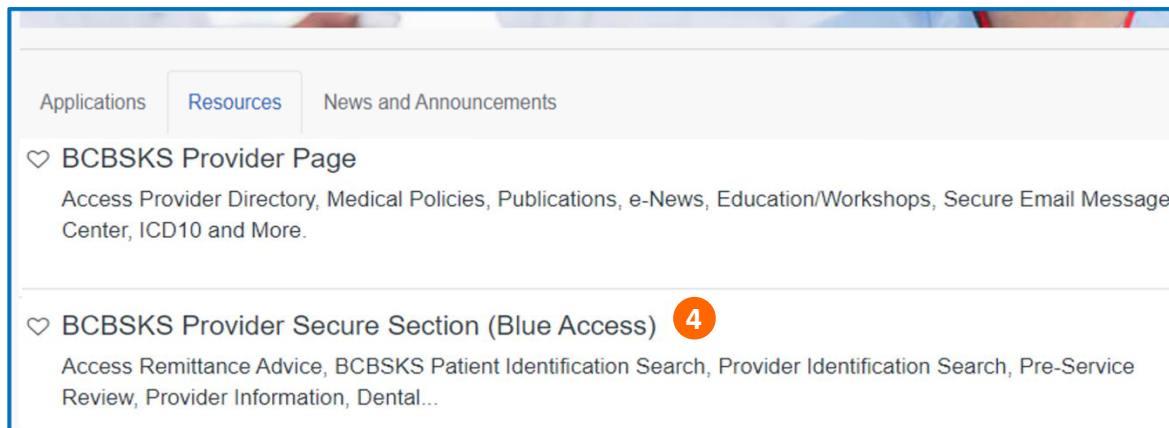 Applications Resources News and Announcements
BCBSKS Provider Page
Access Provider Directory, Medical Policies, Publications, e-News, Education/Workshops, Secure Email Message
Center, ICD10 and More.
BCBSKS Provider Secure Section (Blue Access) 4
Access Remittance Advice, BCBSKS Patient Identification Search, Provider Identification Search, Pre-Service
Review, Provider Information, Dental...